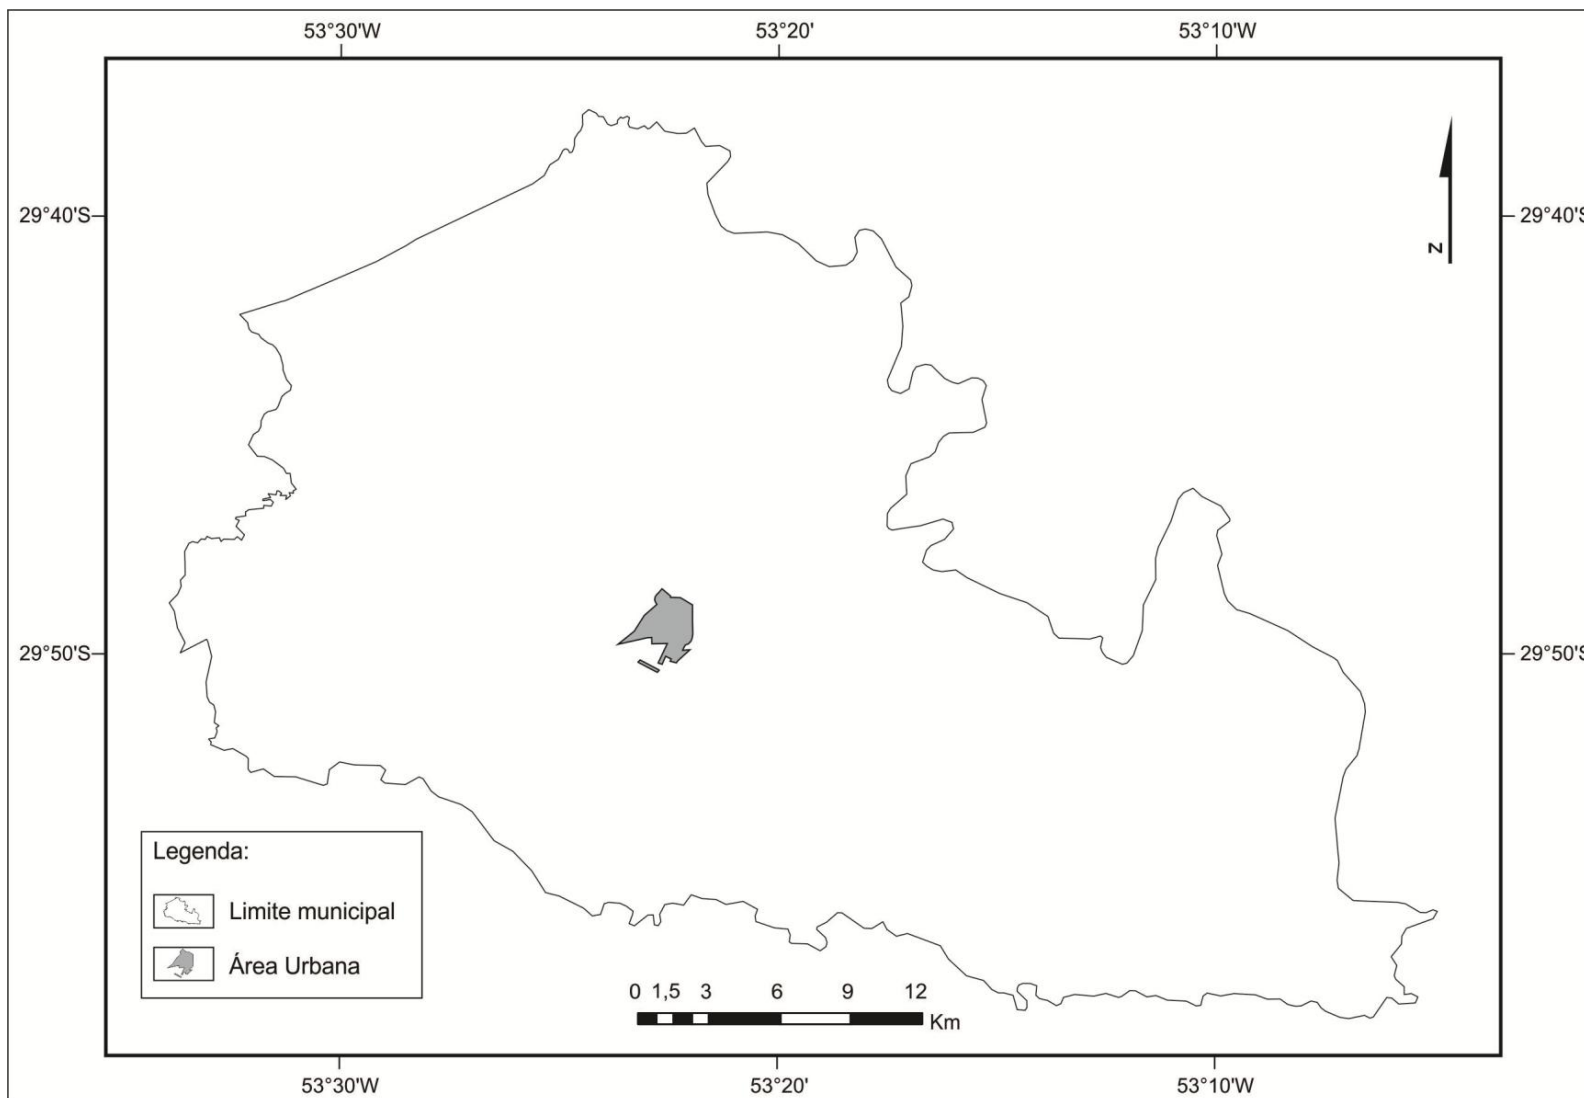 53°30'W 53°20' 53°10'W
29°40'S 29°40'S
N
29°50'S 29°50'S
Legenda:
Limite municipal
Área Urbana
0 1,5 3 6 9 12
Km
53°30'W 53°20' 53°10'W